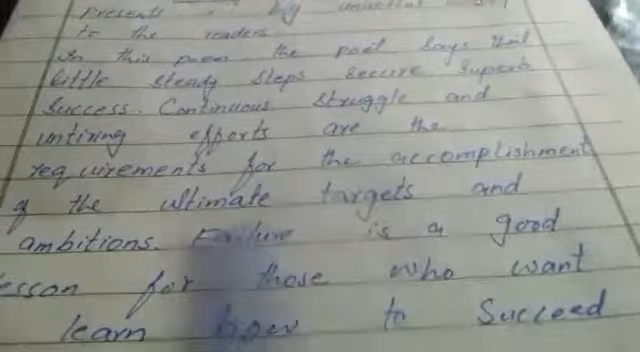 presents by
to the readers.
In this poem the poet says that
little steady steps secure superb
success. Continuous struggle and
untiring efforts are the
requirements for the accomplishment
of the ultimate targets and
ambitions. Failure is a good
lesson for those who want
learn how to Succeed